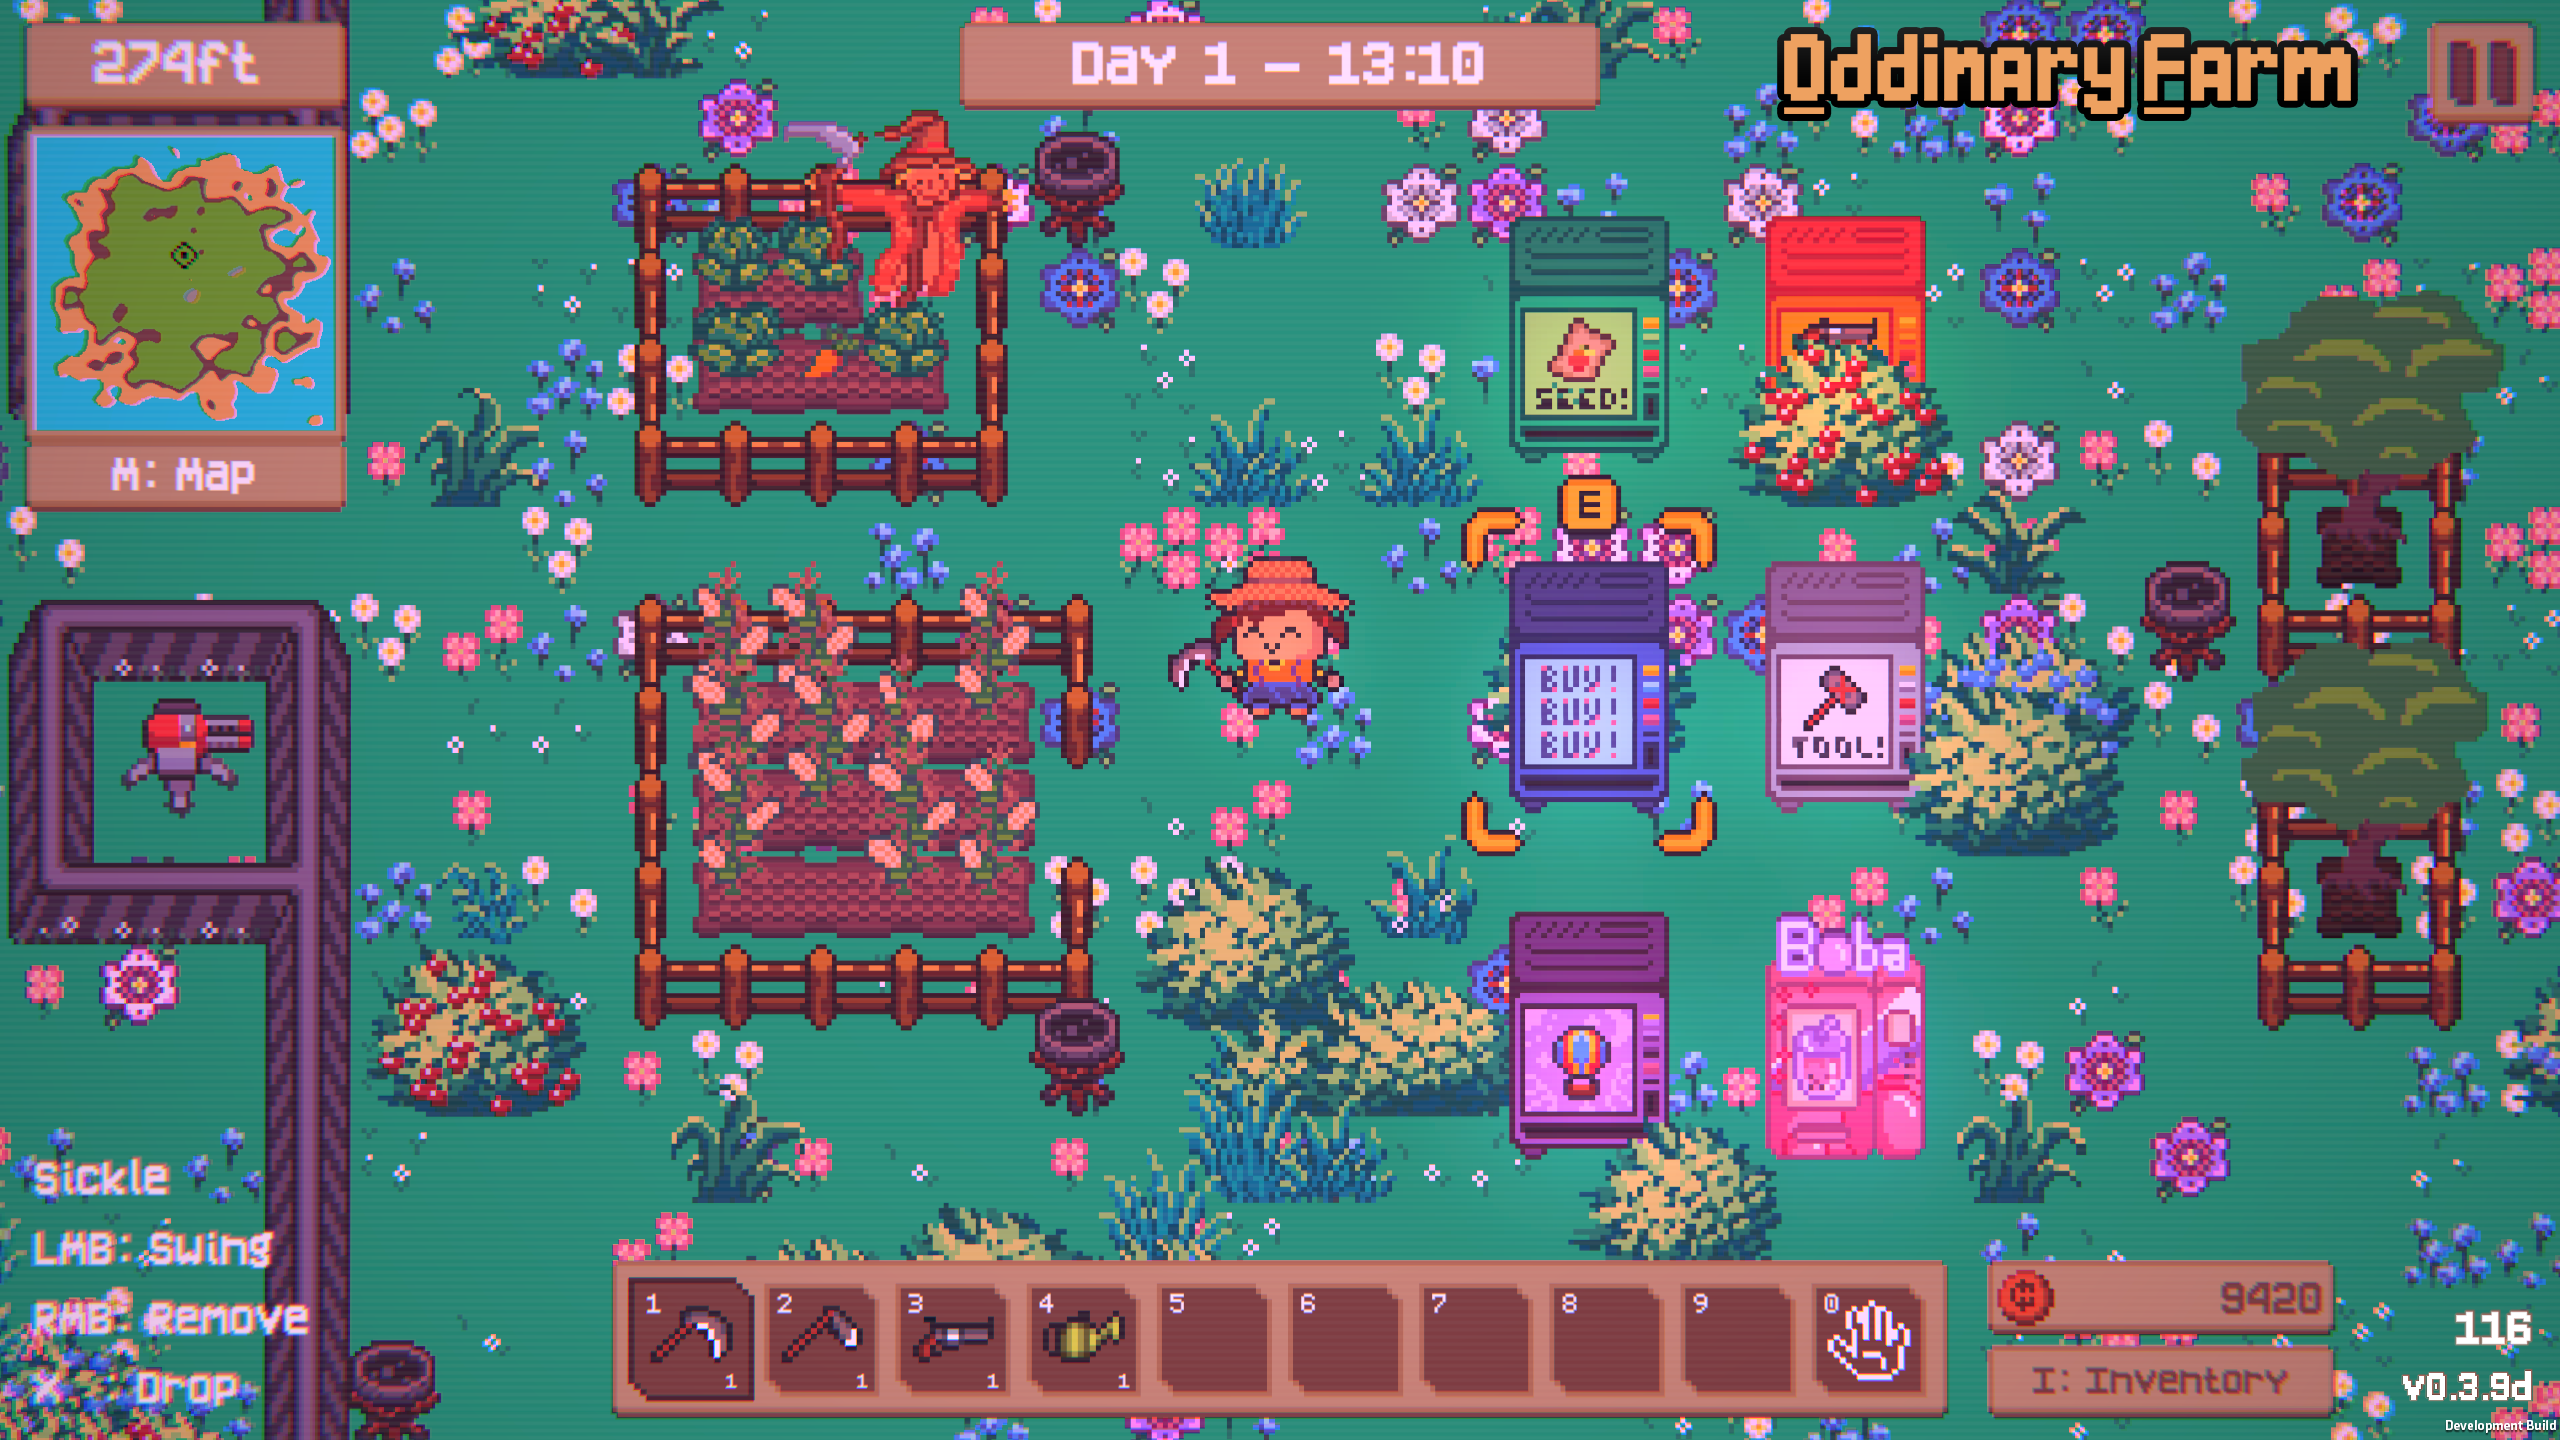 274ft
Day 1 – 13:10
Oddinary Farm
M: Map
SEED!
E
BUY!
BUY!
BUY!
TOOL!
Boba
Sickle
LMB: Swing
RMB: Remove
X : Drop
1 2 3 4 5 6 7 8 9 0
1 1 1 1
9420
I: Inventory
116
v0.3.9d
Development Build